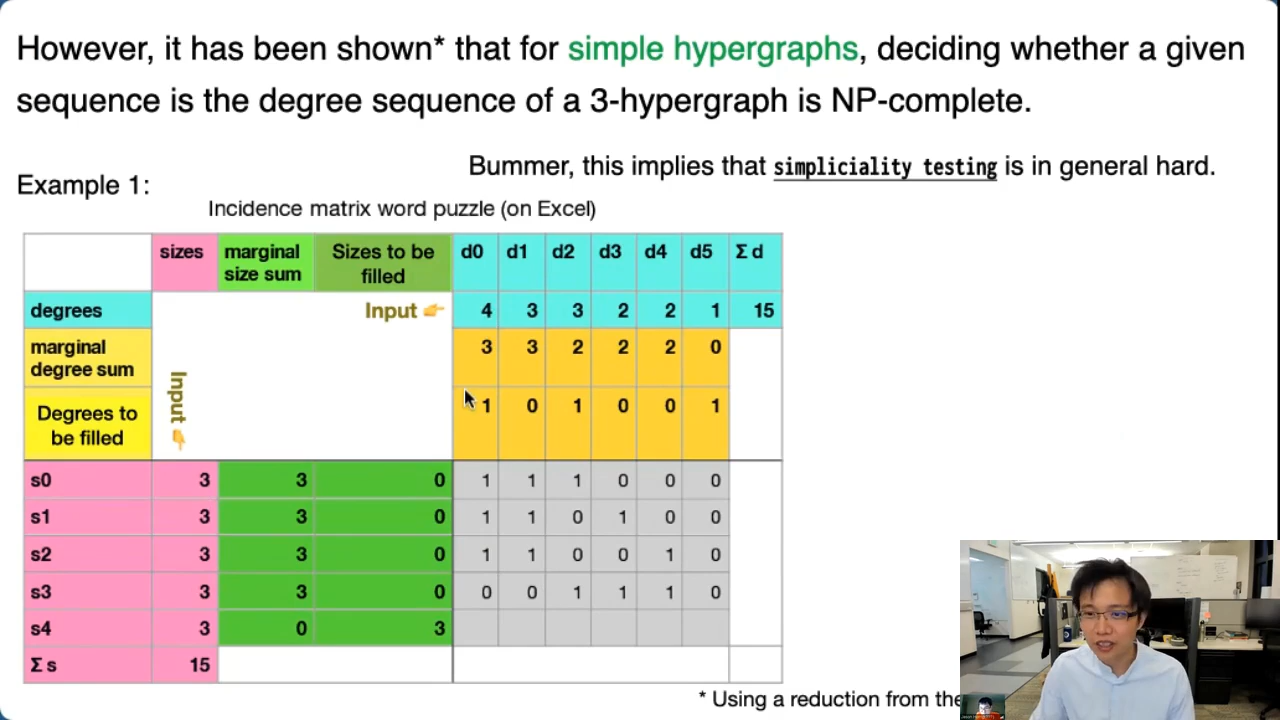 However, it has been shown* that for simple hypergraphs, deciding whether a given
sequence is the degree sequence of a 3-hypergraph is NP-complete.
Bummer, this implies that simpliciality testing is in general hard.
Example 1:
Incidence matrix word puzzle (on Excel)
sizes marginal size sum Sizes to be filled d0 d1 d2 d3 d4 d5 Σ d
degrees Input 👉 4 3 3 2 2 1 15
marginal degree sum 3 3 2 2 2 0
Input 👇
Degrees to be filled 1 0 1 0 0 1
s0 3 3 0 1 1 1 0 0 0
s1 3 3 0 1 1 0 1 0 0
s2 3 3 0 1 1 0 0 1 0
s3 3 3 0 0 0 1 1 1 0
s4 3 0 3
Σ s 15
* Using a reduction from the